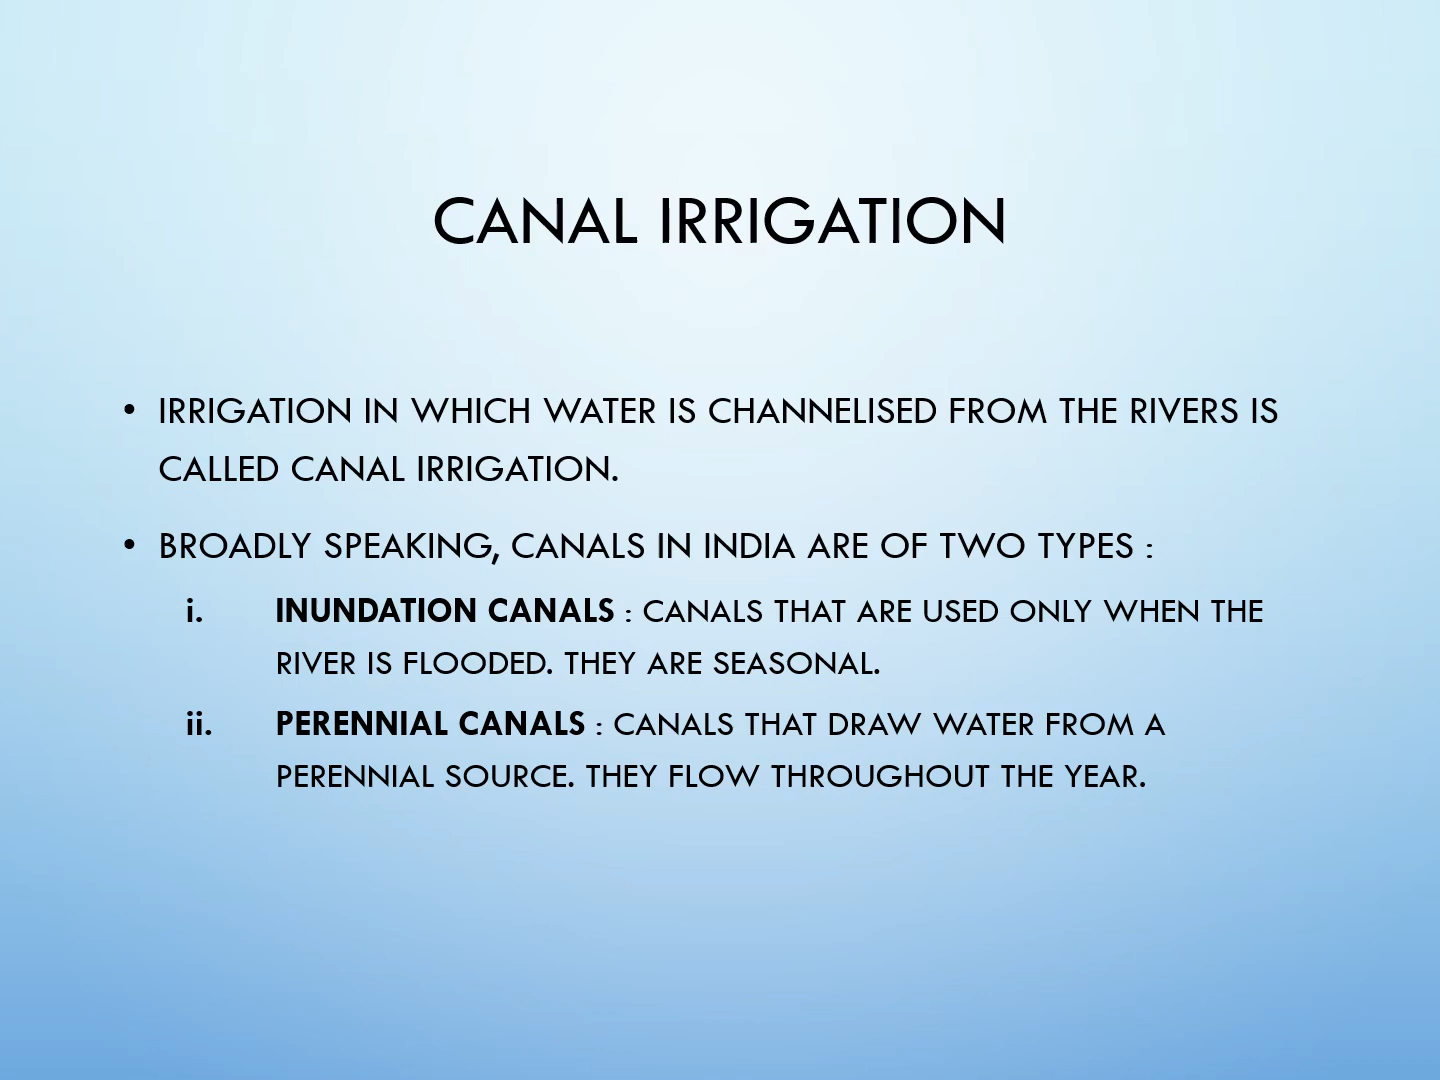 CANAL IRRIGATION
• IRRIGATION IN WHICH WATER IS CHANNELISED FROM THE RIVERS IS
CALLED CANAL IRRIGATION.
• BROADLY SPEAKING, CANALS IN INDIA ARE OF TWO TYPES :
i. INUNDATION CANALS : CANALS THAT ARE USED ONLY WHEN THE
RIVER IS FLOODED. THEY ARE SEASONAL.
ii. PERENNIAL CANALS : CANALS THAT DRAW WATER FROM A
PERENNIAL SOURCE. THEY FLOW THROUGHOUT THE YEAR.